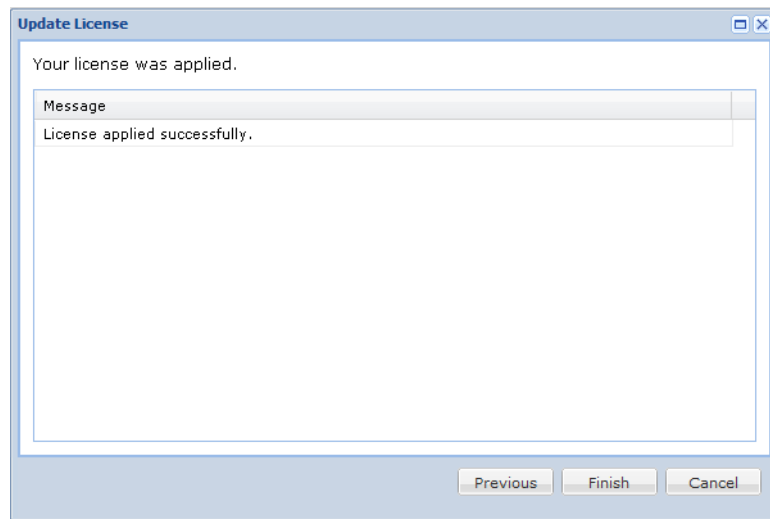 Update License
Your license was applied.
Message
License applied successfully.
Previous Finish Cancel